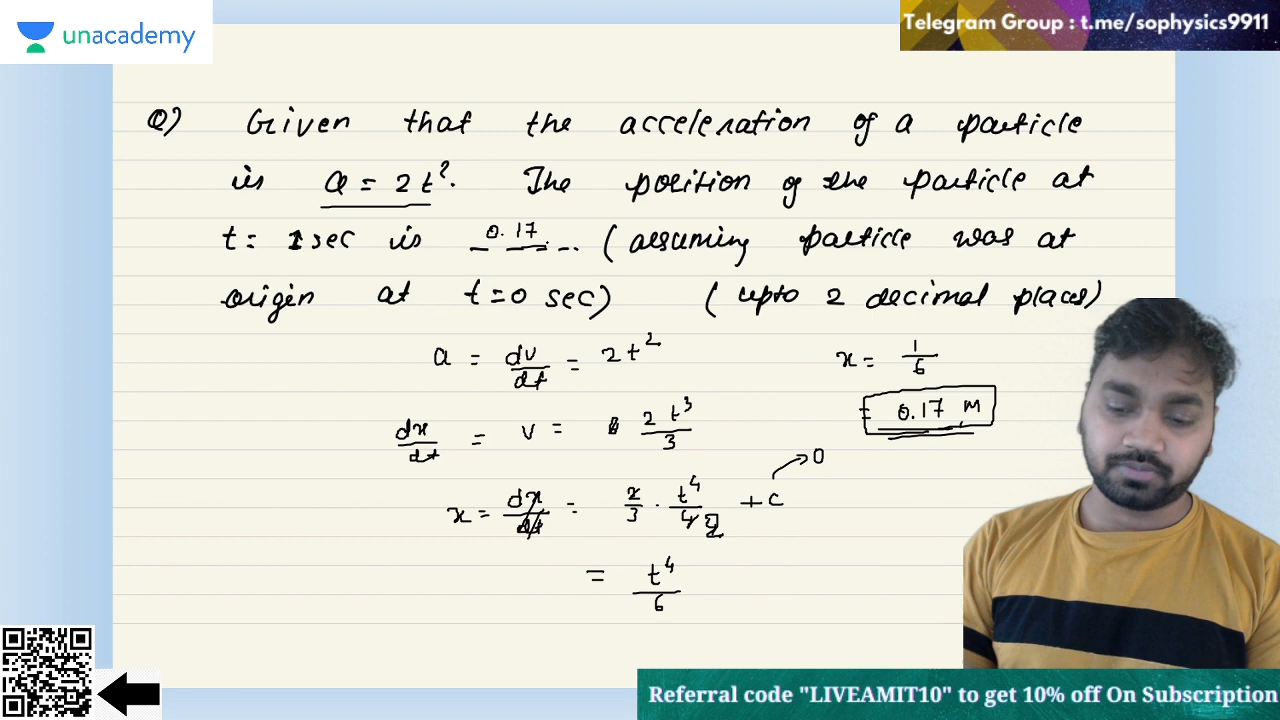 unacademy
Telegram Group : t.me/sophysics9911
Q) Given that the acceleration of a particle
is a = 2t². The position of the particle at
t = 1 sec is 0.17 (assuming particle was at
origin at t=0 sec) (upto 2 decimal places)
a = dv/dt = 2t²
x = 1/6
= 0.17 M
dx/dt = v = 2t³/3
x = dx/dt = 2/3 . t⁴/4 2 + c → 0
= t⁴/6
Referral code "LIVEAMIT10" to get 10% off On Subscription